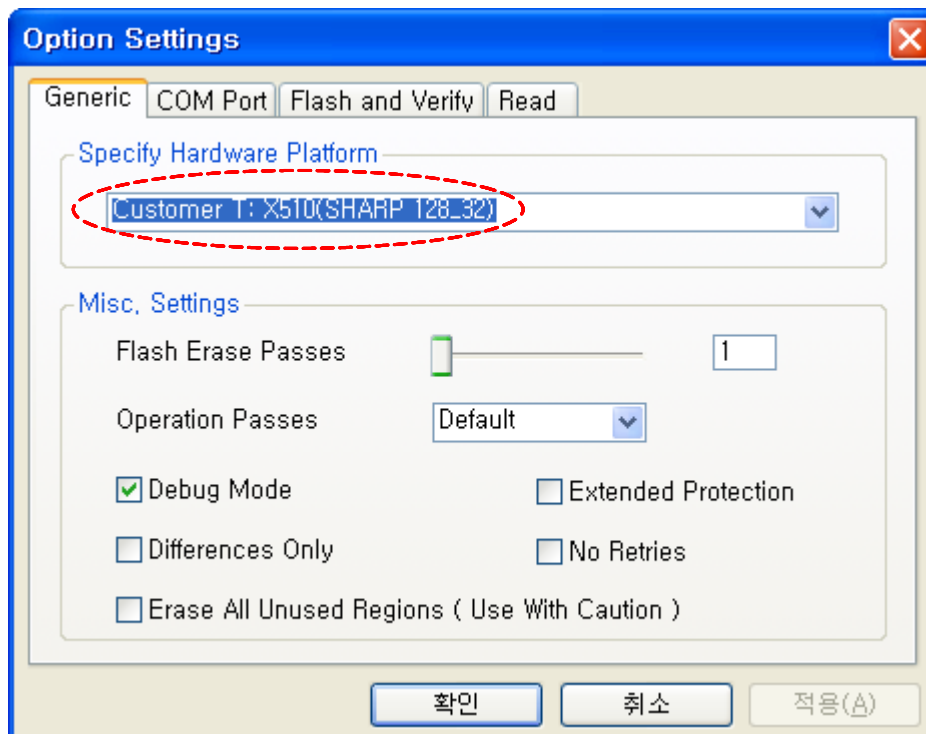 Option Settings
Generic COM Port Flash and Verify Read
Specify Hardware Platform
Customer T: X510(SHARP 128_32)
Misc, Settings
Flash Erase Passes 1
Operation Passes Default
Debug Mode Extended Protection
Differences Only No Retries
Erase All Unused Regions ( Use With Caution )
확인 취소 적용(A)